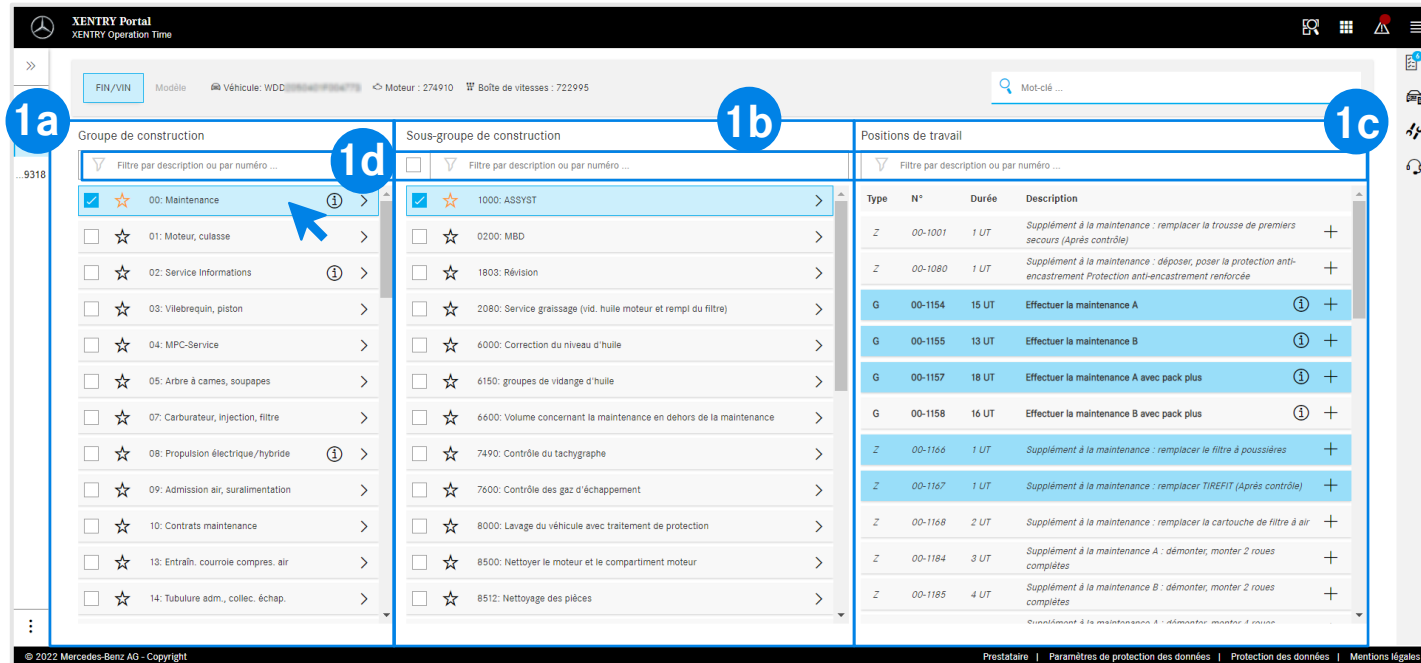 XENTRY Portal
XENTRY Operation Time
FIN/VIN
Modèle
Véhicule: WDD
Moteur : 274910
Boîte de vitesses : 722995
Mot-clé ...
1a
1b
1c
1d
...9318
Groupe de construction
Filtre par description ou par numéro ...
00: Maintenance
01: Moteur, culasse
02: Service Informations
03: Vilebrequin, piston
04: MPC-Service
05: Arbre à cames, soupapes
07: Carburateur, injection, filtre
08: Propulsion électrique/hybride
09: Admission air, suralimentation
10: Contrats maintenance
13: Entraîn. courroie compres. air
14: Tubulure adm., collec. échap.
Sous-groupe de construction
Filtre par description ou par numéro ...
1000: ASSYST
0200: MBD
1803: Révision
2080: Service graissage (vid. huile moteur et rempl du filtre)
6000: Correction du niveau d'huile
6150: groupes de vidange d'huile
6600: Volume concernant la maintenance en dehors de la maintenance
7490: Contrôle du tachygraphe
7600: Contrôle des gaz d'échappement
8000: Lavage du véhicule avec traitement de protection
8500: Nettoyer le moteur et le compartiment moteur
8512: Nettoyage des pièces
Positions de travail
Filtre par description ou par numéro ...
Type N° Durée Description
Z 00-1001 1 UT Supplément à la maintenance : remplacer la trousse de premiers
secours (Après contrôle)
Z 00-1080 1 UT Supplément à la maintenance : déposer, poser la protection anti-
encastrement Protection anti-encastrement renforcée
G 00-1154 15 UT Effectuer la maintenance A
G 00-1155 13 UT Effectuer la maintenance B
G 00-1157 18 UT Effectuer la maintenance A avec pack plus
G 00-1158 16 UT Effectuer la maintenance B avec pack plus
Z 00-1166 1 UT Supplément à la maintenance : remplacer le filtre à poussières
Z 00-1167 1 UT Supplément à la maintenance : remplacer TIREFIT (Après contrôle)
Z 00-1168 2 UT Supplément à la maintenance : remplacer la cartouche de filtre à air
Z 00-1184 3 UT Supplément à la maintenance A : démonter, monter 2 roues
complètes
Z 00-1185 4 UT Supplément à la maintenance B : démonter, monter 2 roues
complètes
Supplément à la maintenance A : démonter, monter 4 roues
© 2022 Mercedes-Benz AG - Copyright
Prestataire | Paramètres de protection des données | Protection des données | Mentions légales